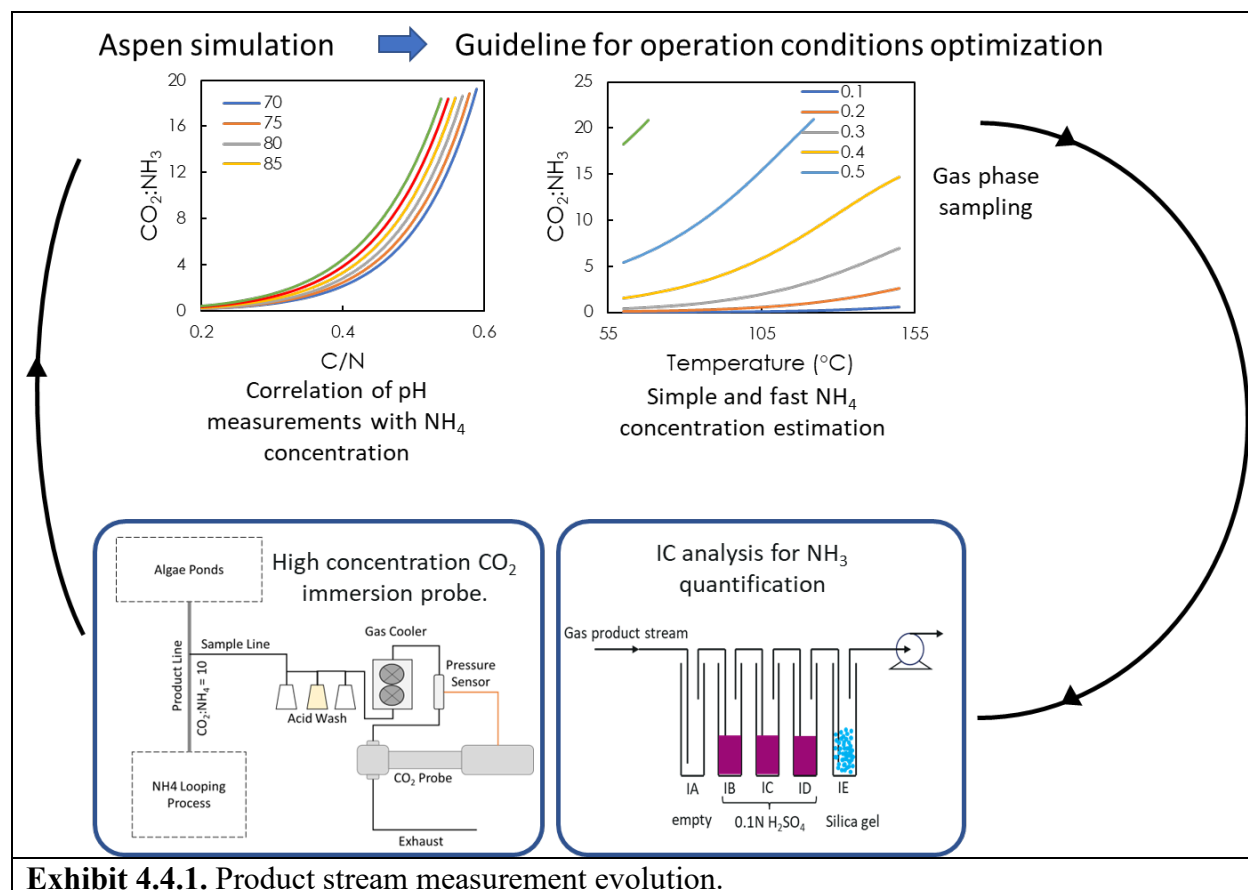 Aspen simulation
Guideline for operation conditions optimization
20
16
12
8
4
0
CO₂:NH₃
70
75
80
85
0.2
0.4
0.6
C/N
Correlation of pH
measurements with NH₄
concentration
25
20
15
10
5
0
CO₂:NH₃
0.1
0.2
0.3
0.4
0.5
55
105
155
Temperature (°C)
Simple and fast NH₄
concentration estimation
Gas phase
sampling
High concentration CO₂
immersion probe.
Algae Ponds
Product Line
CO₂:NH₄ = 10
Sample Line
Acid Wash
Gas Cooler
Pressure
Sensor
CO₂ Probe
NH4 Looping
Process
Exhaust
IC analysis for NH₃
quantification
Gas product stream
IA
IB
IC
ID
IE
empty
0.1N H₂SO₄
Silica gel
Exhibit 4.4.1. Product stream measurement evolution.